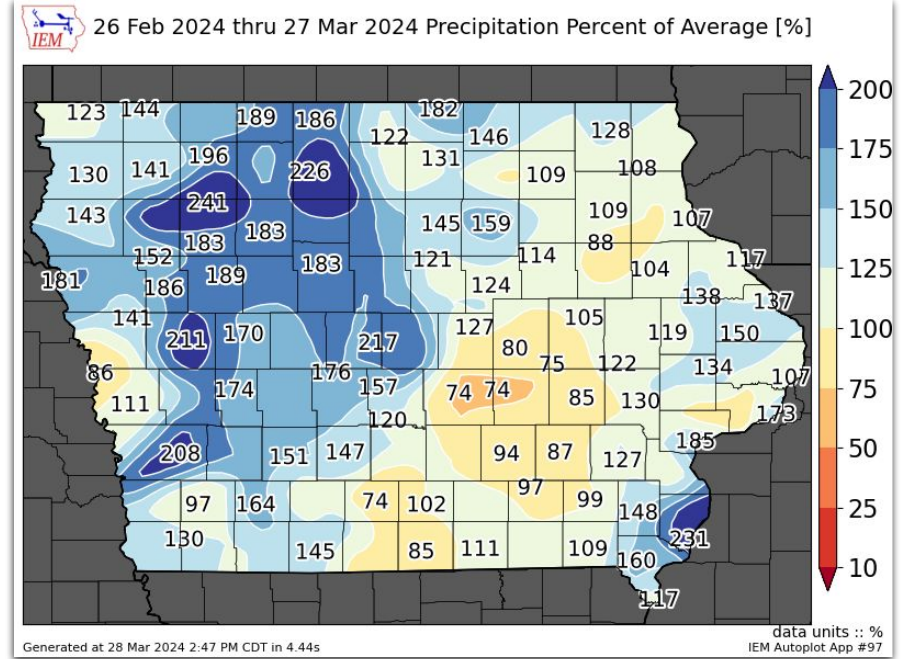 IEM
26 Feb 2024 thru 27 Mar 2024 Precipitation Percent of Average [%]
123 144 189 186 182
122 146 128
196 131
130 141 226 109 108
241
143 145 159 109 107
183 183 88
152 183 121 114 104 117
181 186 189 124 138 137
141 127 105
211 170 217 119 150
80
86 176 75 122 134 107
174 157 74 74 85 130
111 120 173
185
208 151 147 94 87 127
97
97 164 74 102 99 148
130 145 85 111 109 231
160
117
200
175
150
125
100
75
50
25
10
data units :: %
Generated at 28 Mar 2024 2:47 PM CDT in 4.44s
IEM Autoplot App #97